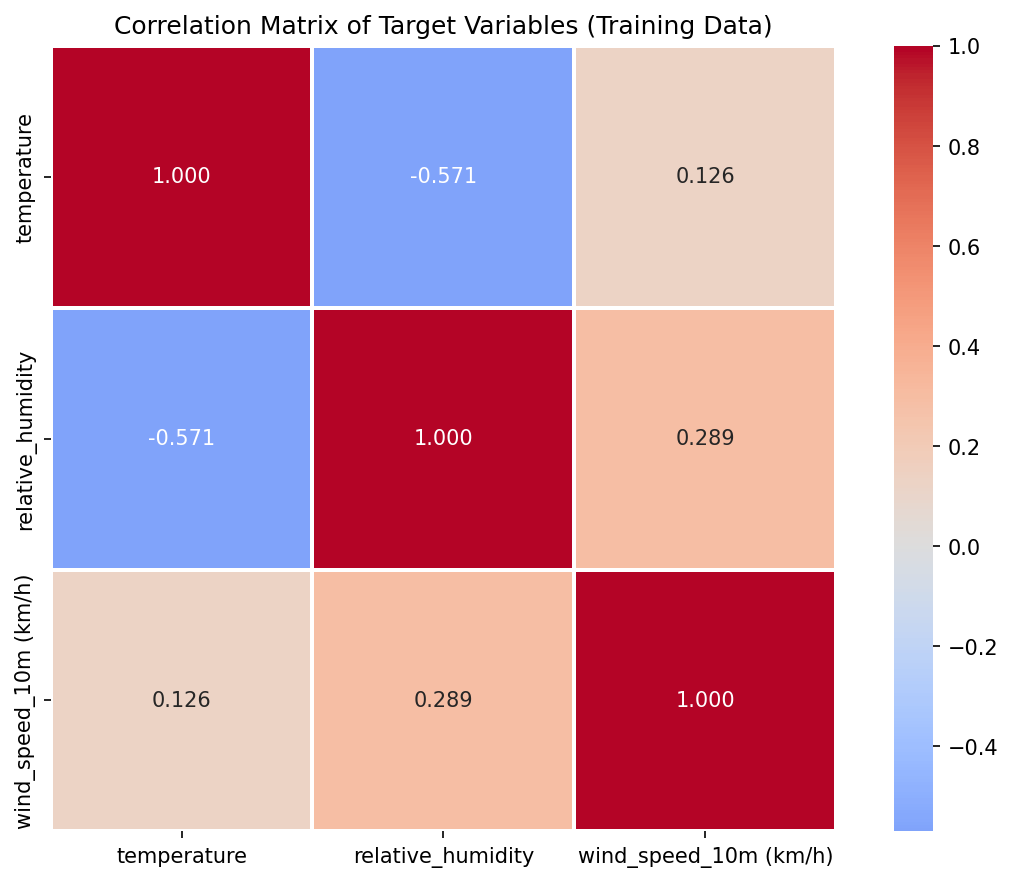 Correlation Matrix of Target Variables (Training Data)
temperature
1.000
-0.571
0.126
relative_humidity
-0.571
1.000
0.289
wind_speed_10m (km/h)
0.126
0.289
1.000
temperature
relative_humidity
wind_speed_10m (km/h)
1.0
0.8
0.6
0.4
0.2
0.0
−0.2
−0.4